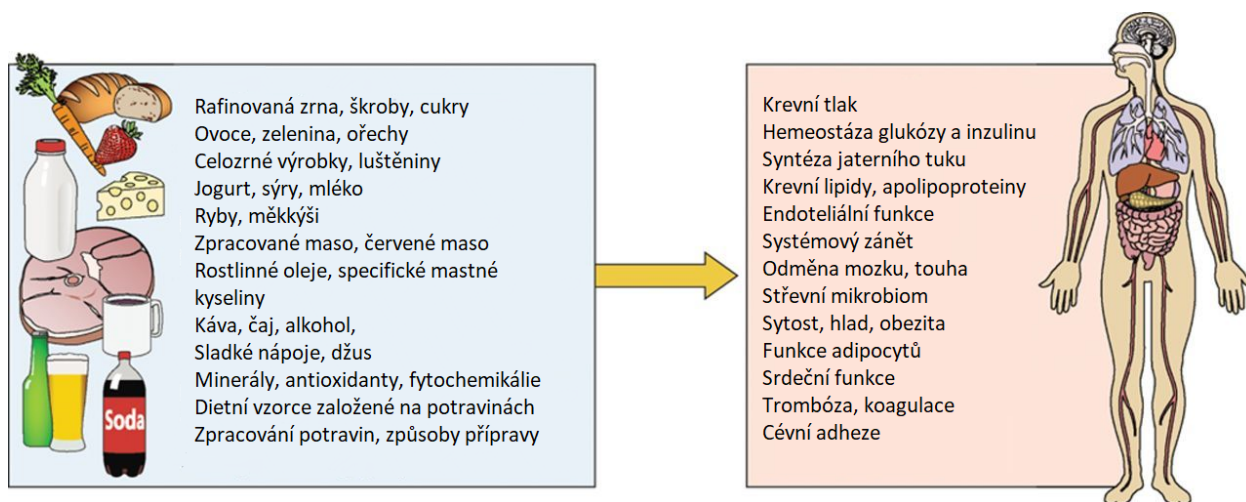 Rafinovaná zrna, škroby, cukry
Ovoce, zelenina, ořechy
Celozrné výrobky, luštěniny
Jogurt, sýry, mléko
Ryby, měkkýši
Zpracované maso, červené maso
Rostlinné oleje, specifické mastné
kyseliny
Káva, čaj, alkohol,
Sladké nápoje, džus
Minerály, antioxidanty, fytochemikálie
Dietní vzorce založené na potravinách
Zpracování potravin, způsoby přípravy
Soda
Krevní tlak
Hemeostáza glukózy a inzulinu
Syntéza jaterního tuku
Krevní lipidy, apolipoproteiny
Endoteliální funkce
Systémový zánět
Odměna mozku, touha
Střevní mikrobiom
Sytost, hlad, obezita
Funkce adipocytů
Srdeční funkce
Trombóza, koagulace
Cévní adheze